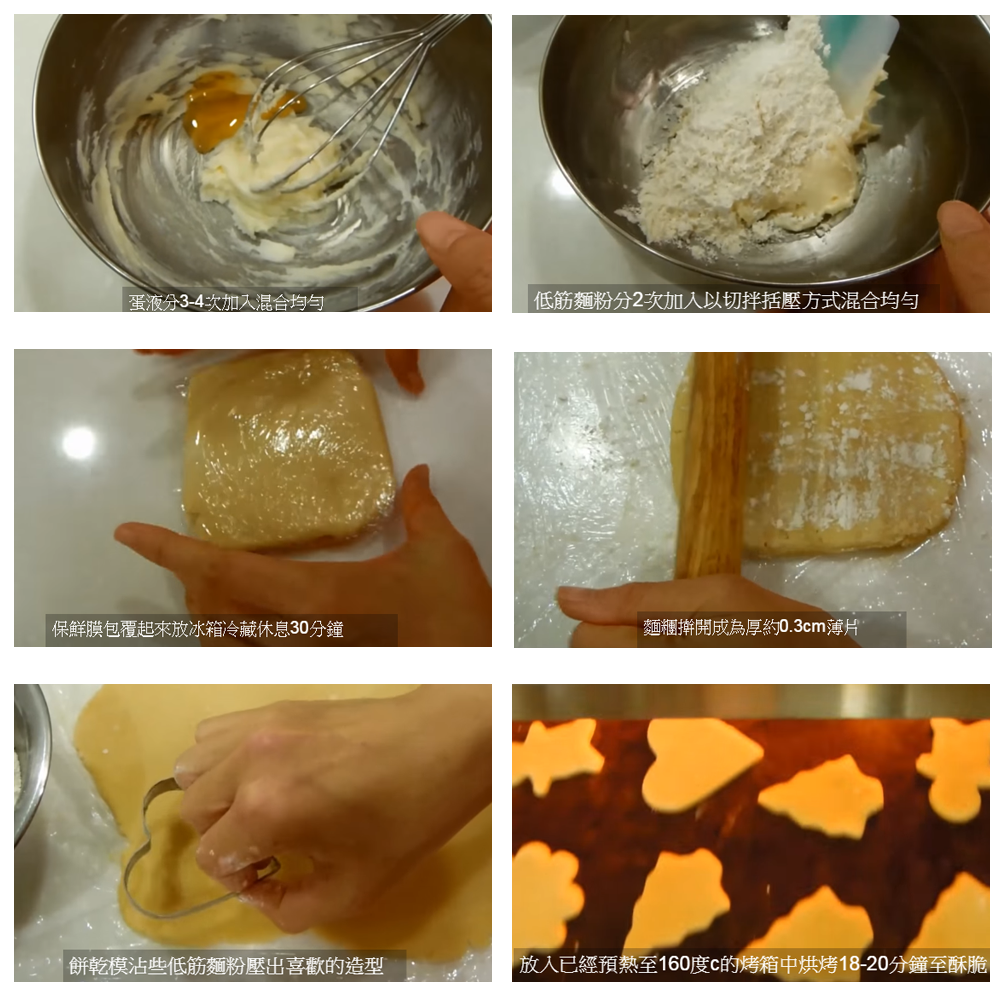 蛋液分3-4次加入混合均勻
低筋麵粉分2次加入以切拌括壓方式混合均勻
保鮮膜包覆起來放冰箱冷藏休息30分鐘
麵糰擀開成為厚約0.3cm薄片
餅乾模沾些低筋麵粉壓出喜歡的造型
放入已經預熱至160度c的烤箱中烘烤18-20分鐘至酥脆